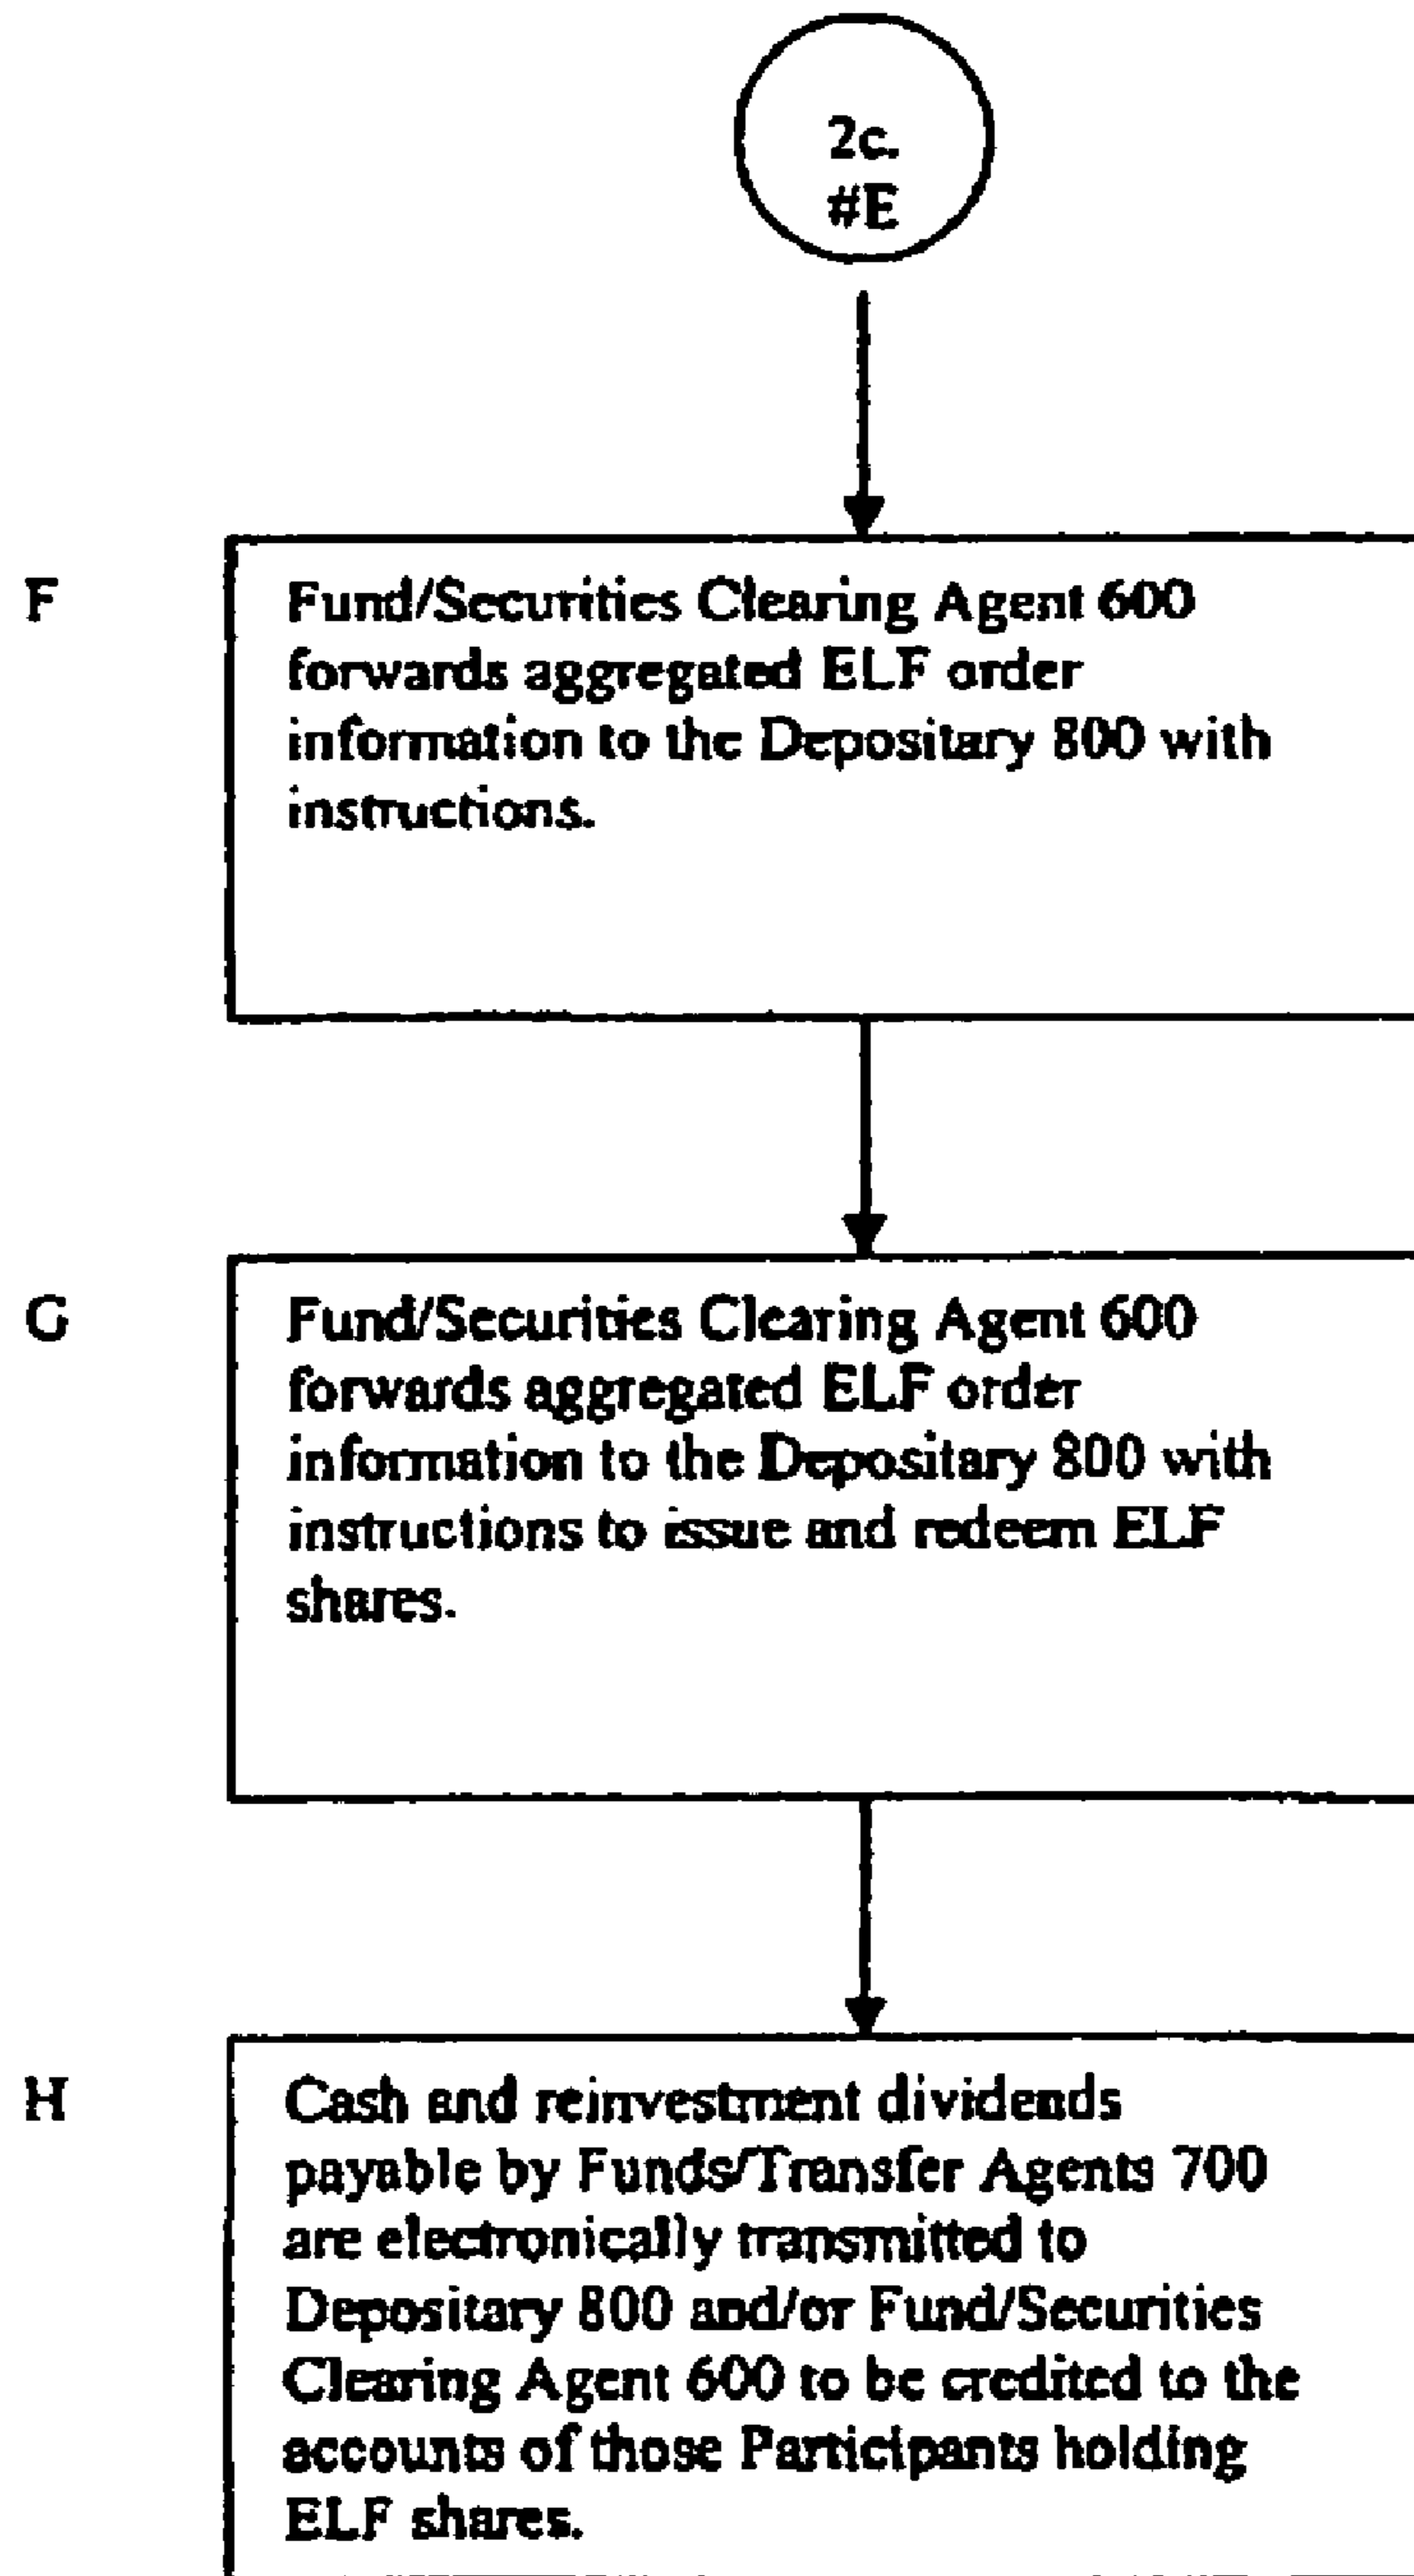 2c.
#E
F
Fund/Securities Clearing Agent 600
forwards aggregated ELF order
information to the Depositary 800 with
instructions.
G
Fund/Securities Clearing Agent 600
forwards aggregated ELF order
information to the Depositary 800 with
instructions to issue and redeem ELF
shares.
H
Cash and reinvestment dividends
payable by Funds/Transfer Agents 700
are electronically transmitted to
Depositary 800 and/or Fund/Securities
Clearing Agent 600 to be credited to the
accounts of those Participants holding
ELF shares.